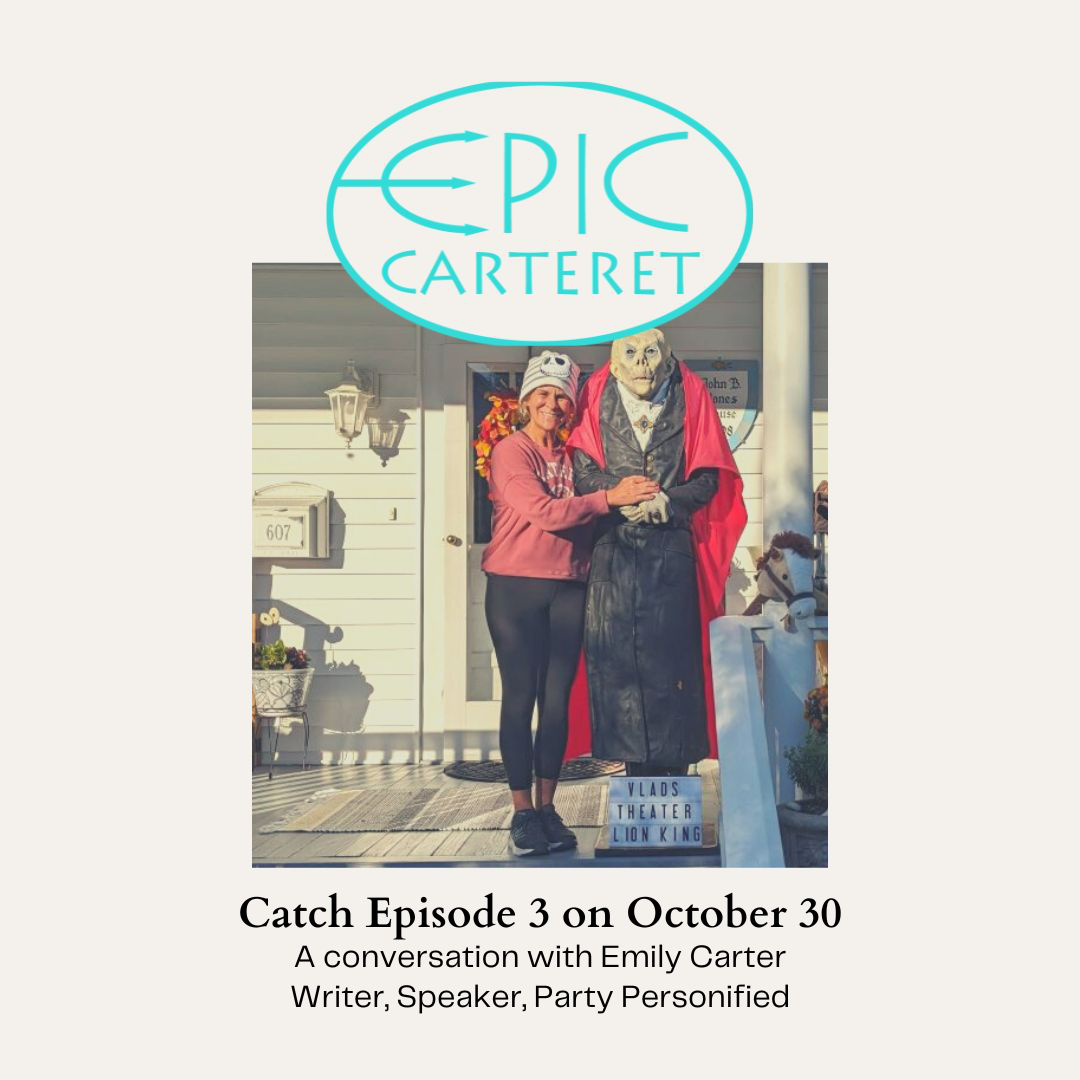 EPIC
CARTERET
John B.
607
VLADS
THEATER
LION KING
Catch Episode 3 on October 30
A conversation with Emily Carter
Writer, Speaker, Party Personified